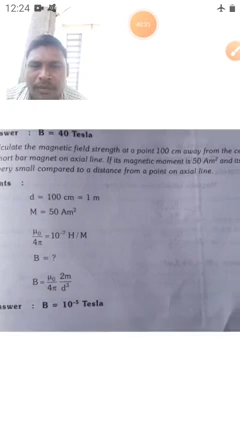 12:24
swer : B = 40 Tesla
lculate the magnetic field strength at a point 100 cm away from the ce
hort bar magnet on axial line. If its magnetic moment is 50 Am² and its
very small compared to a distance from a point on axial line.
nts :
d = 100 cm = 1 m
M = 50 Am²
μ₀/4π = 10⁻⁷ H/M
B = ?
B = μ₀/4π 2m/d³
nswer : B = 10⁻⁵ Tesla